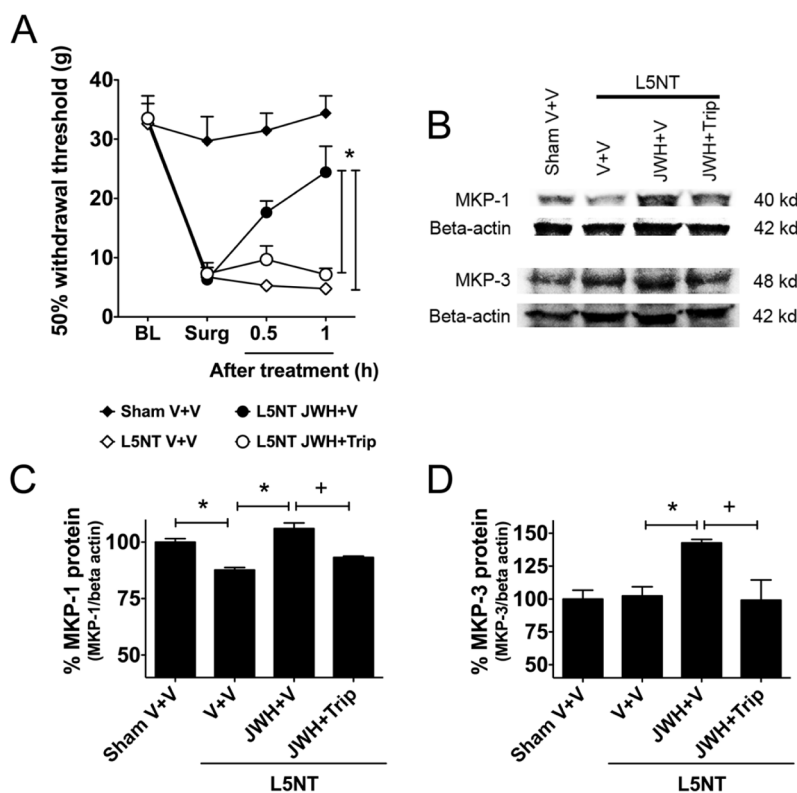 A
50% withdrawal threshold (g)
40
30
20
10
0
*
BL Surg 0.5 1
After treatment (h)
Sham V+V L5NT JWH+V
L5NT V+V L5NT JWH+Trip
B
L5NT
Sham V+V
V+V
JWH+V
JWH+Trip
MKP-1 40 kd
Beta-actin 42 kd
MKP-3 48 kd
Beta-actin 42 kd
C
% MKP-1 protein
(MKP-1/beta actin)
* * +
100
75
50
Sham V+V
V+V
JWH+V
JWH+Trip
L5NT
D
% MKP-3 protein
(MKP-3/beta actin)
* +
150
125
100
75
50
Sham V+V
V+V
JWH+V
JWH+Trip
L5NT